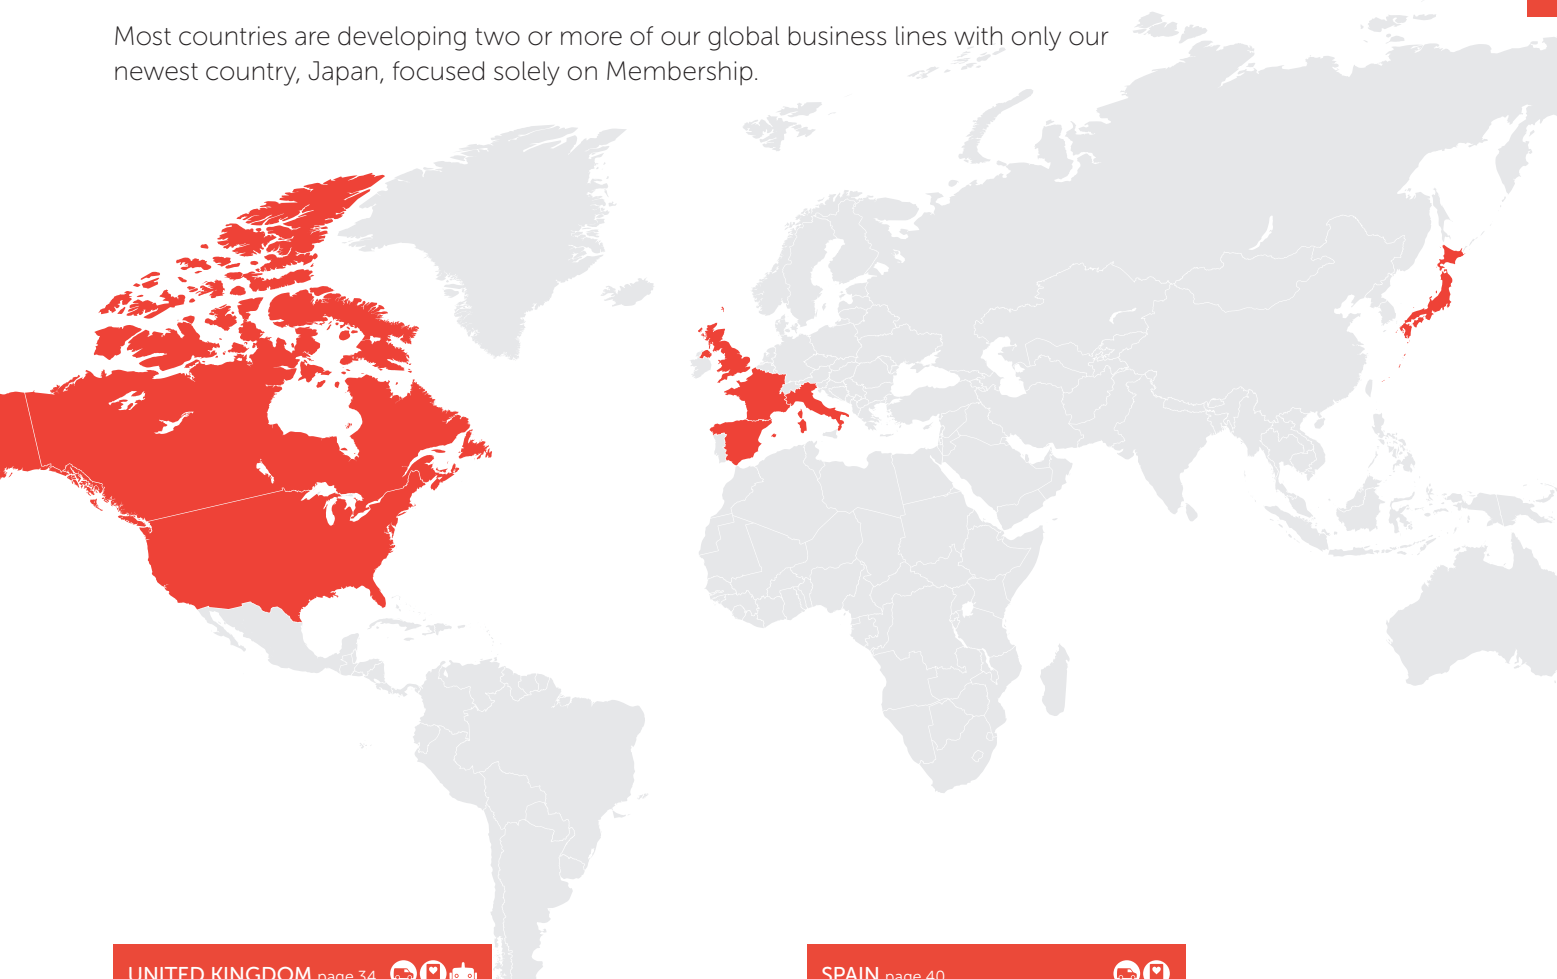 Most countries are developing two or more of our global business lines with only our
newest country, Japan, focused solely on Membership.
UNITED KINGDOM page 34
SPAIN page 40